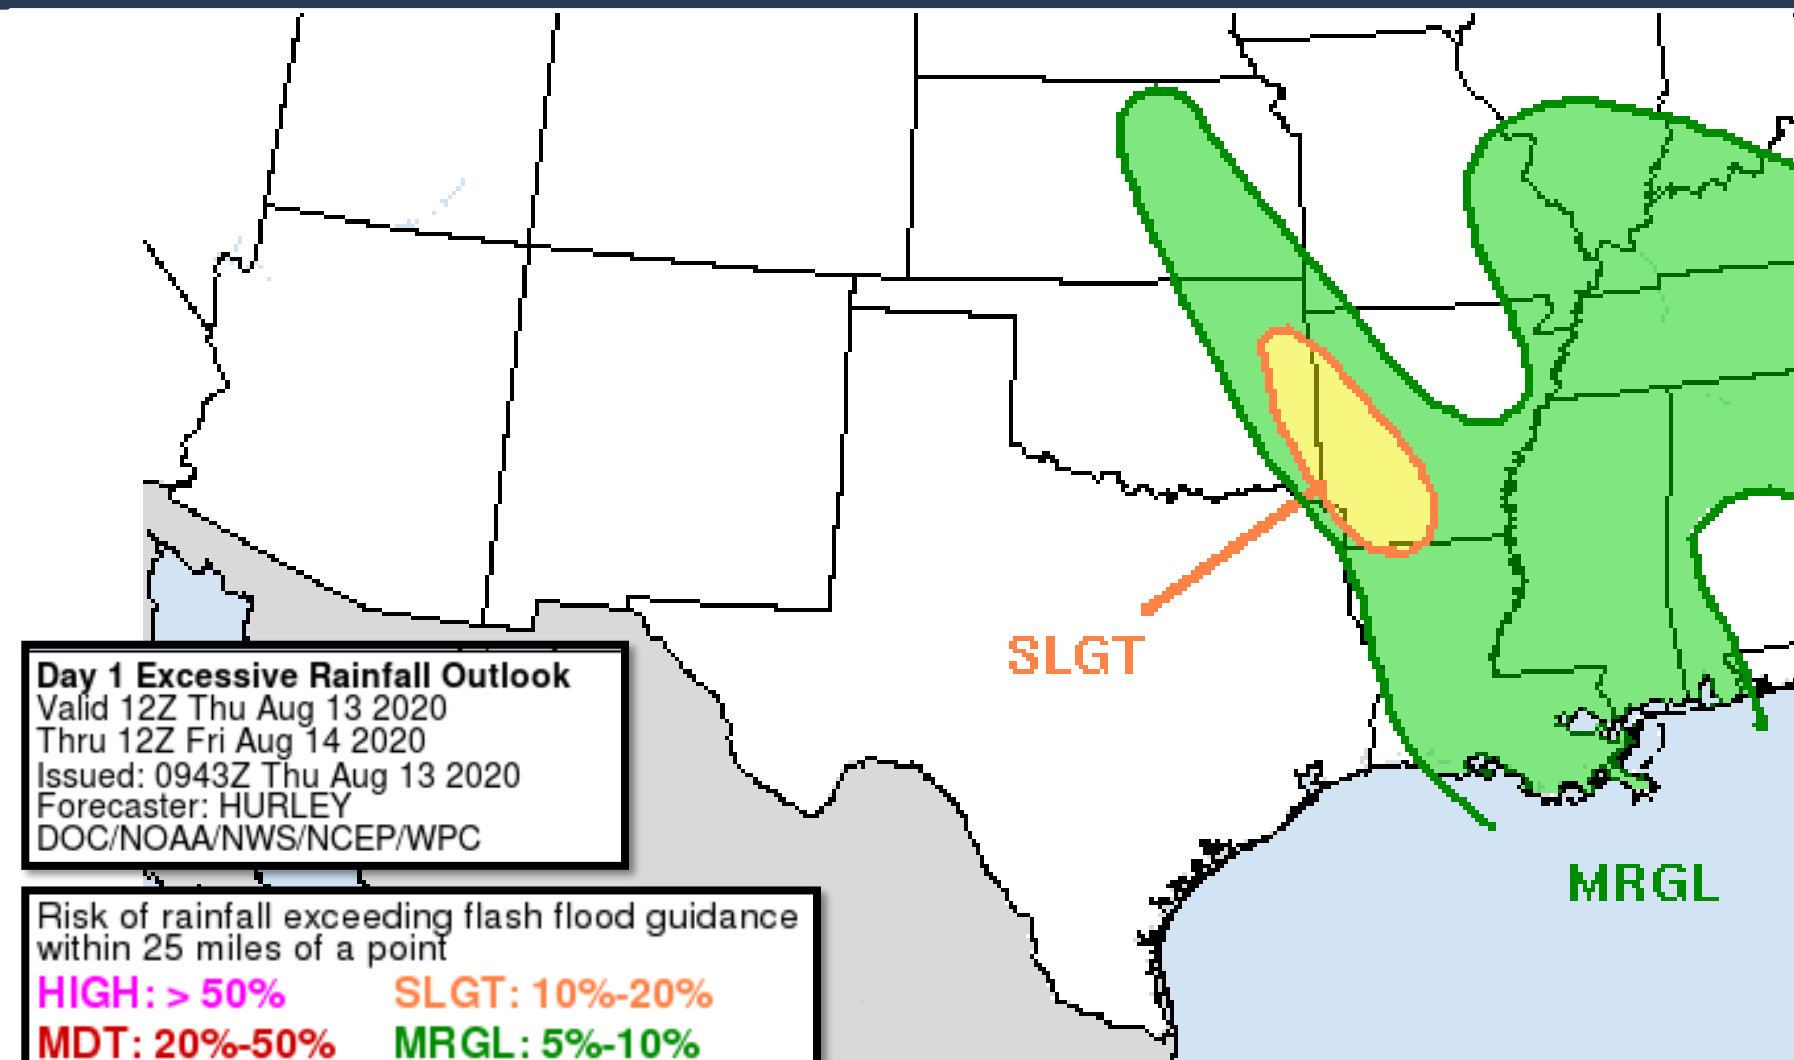 SLGT
Day 1 Excessive Rainfall Outlook
Valid 12Z Thu Aug 13 2020
Thru 12Z Fri Aug 14 2020
Issued: 0943Z Thu Aug 13 2020
Forecaster: HURLEY
DOC/NOAA/NWS/NCEP/WPC
MRGL
Risk of rainfall exceeding flash flood guidance
within 25 miles of a point
HIGH: > 50% SLGT: 10%-20%
MDT: 20%-50% MRGL: 5%-10%